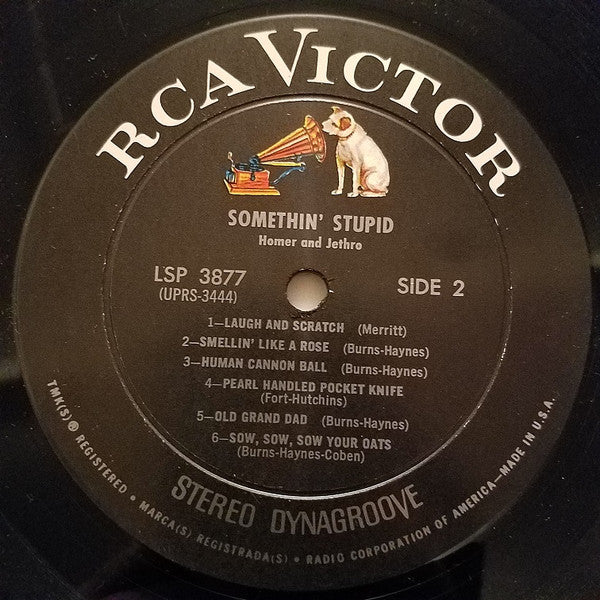 RCA VICTOR
SOMETHIN' STUPID
Homer and Jethro
LSP 3877
(UPRS-3444)
SIDE 2
1—LAUGH AND SCRATCH (Merritt)
2—SMELLIN' LIKE A ROSE (Burns-Haynes)
3—HUMAN CANNON BALL (Burns-Haynes)
4—PEARL HANDLED POCKET KNIFE
(Fort-Hutchins)
5—OLD GRAND DAD (Burns-Haynes)
6—SOW, SOW, SOW YOUR OATS
(Burns-Haynes-Coben)
STEREO DYNAGROOVE
TMK(S) ® REGISTERED • MARCA(S) REGISTRADA(S) • RADIO CORPORATION OF AMERICA—MADE IN U.S.A.